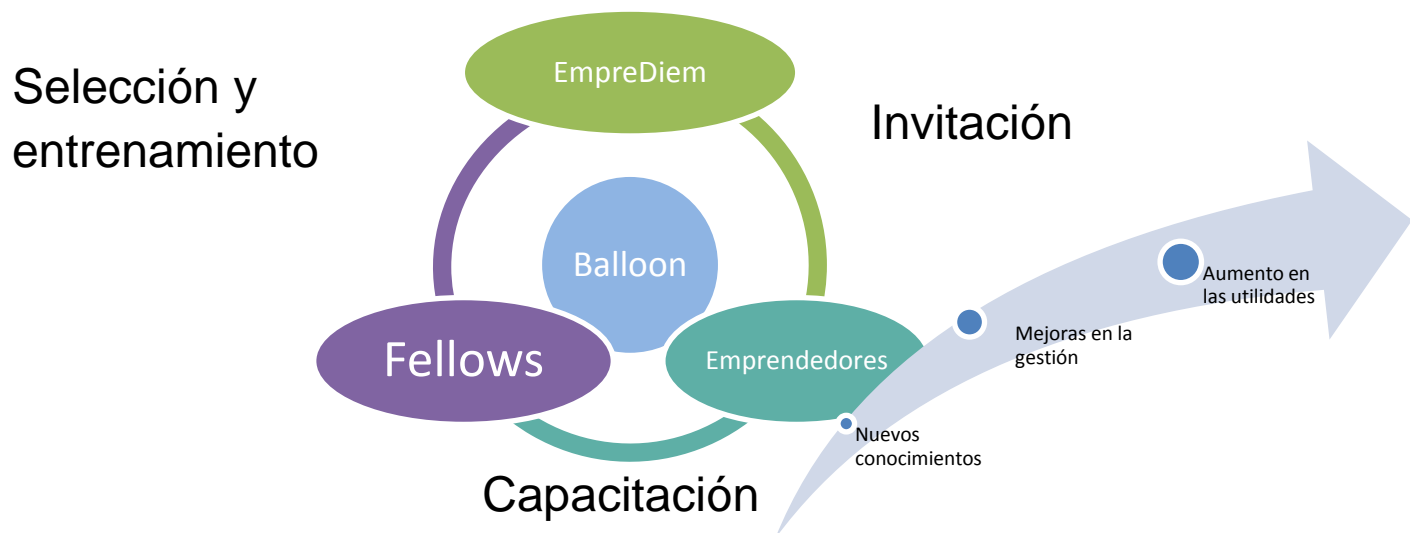 EmpreDiem
Selección y
entrenamiento
Invitación
Balloon
Fellows
Emprendedores
Aumento en
las utilidades
Mejoras en la
gestión
Nuevos
conocimientos
Capacitación